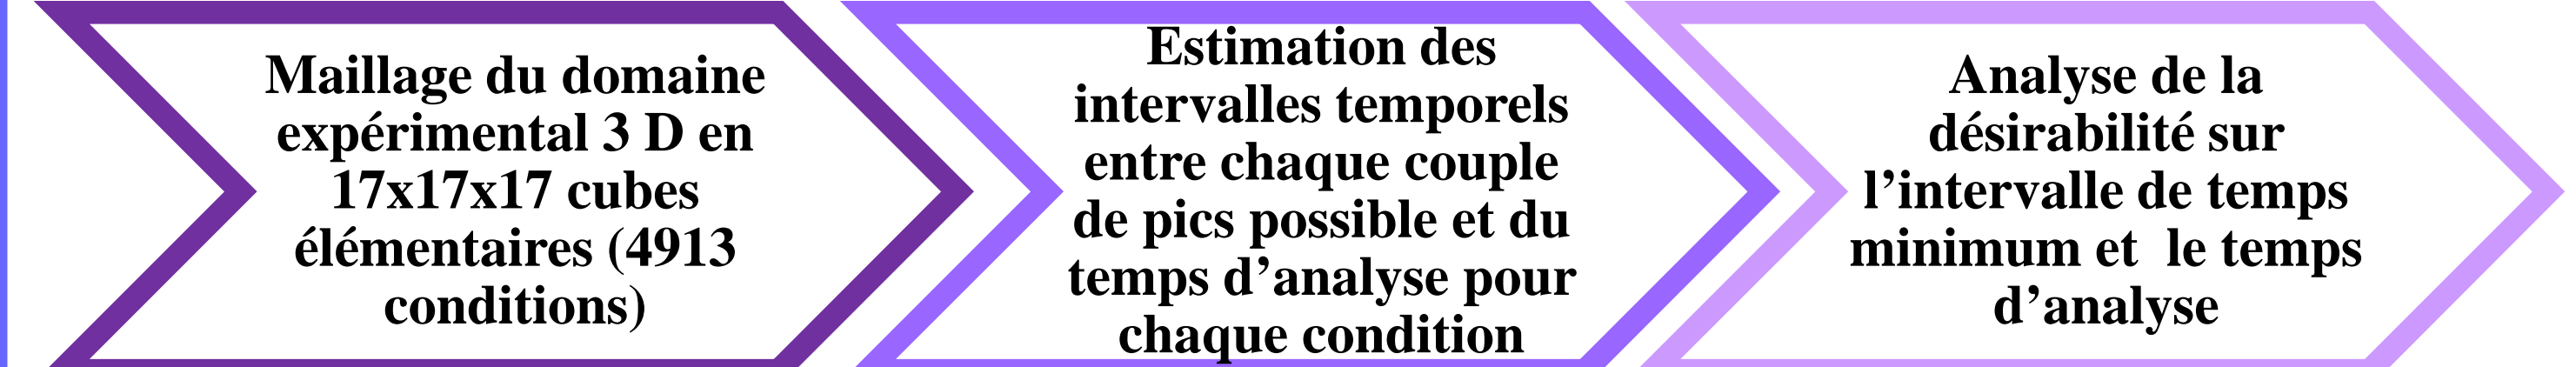 Maillage du domaine
expérimental 3 D en
17x17x17 cubes
élémentaires (4913
conditions)
Estimation des
intervalles temporels
entre chaque couple
de pics possible et du
temps d’analyse pour
chaque condition
Analyse de la
désirabilité sur
l’intervalle de temps
minimum et  le temps
d’analyse